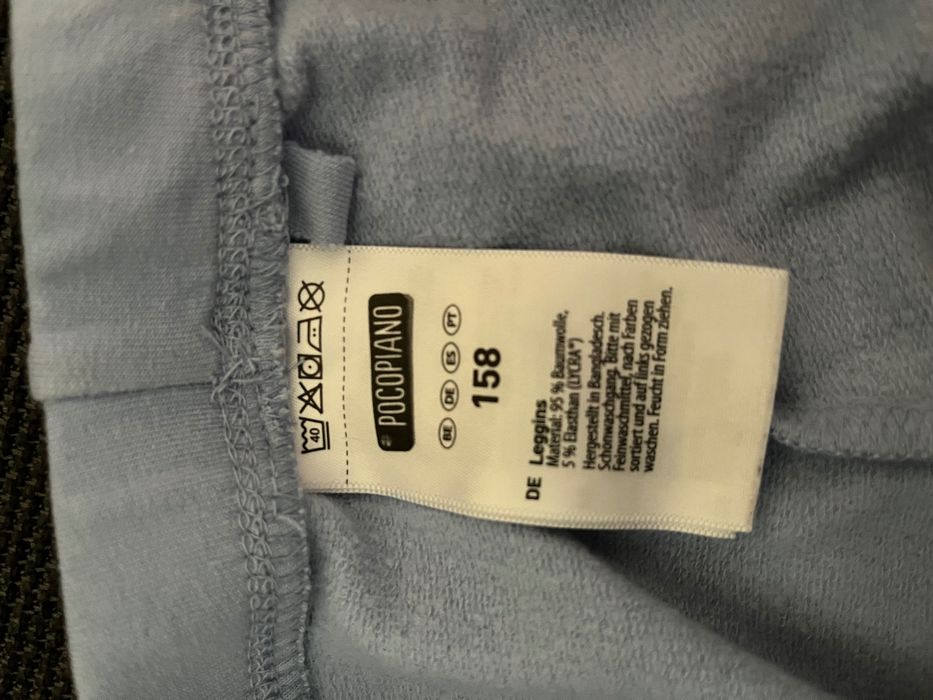 40
POCOPIANO
BE DE ES PT
158
DE Leggins
Material: 95 % Baumwolle,
5 % Elasthan (LYCRA®)
Hergestellt in Bangladesch.
Schonwaschgang. Bitte mit
Feinwaschmittel, nach Farben
sortiert und auf links gezogen
waschen. Feucht in Form ziehen.